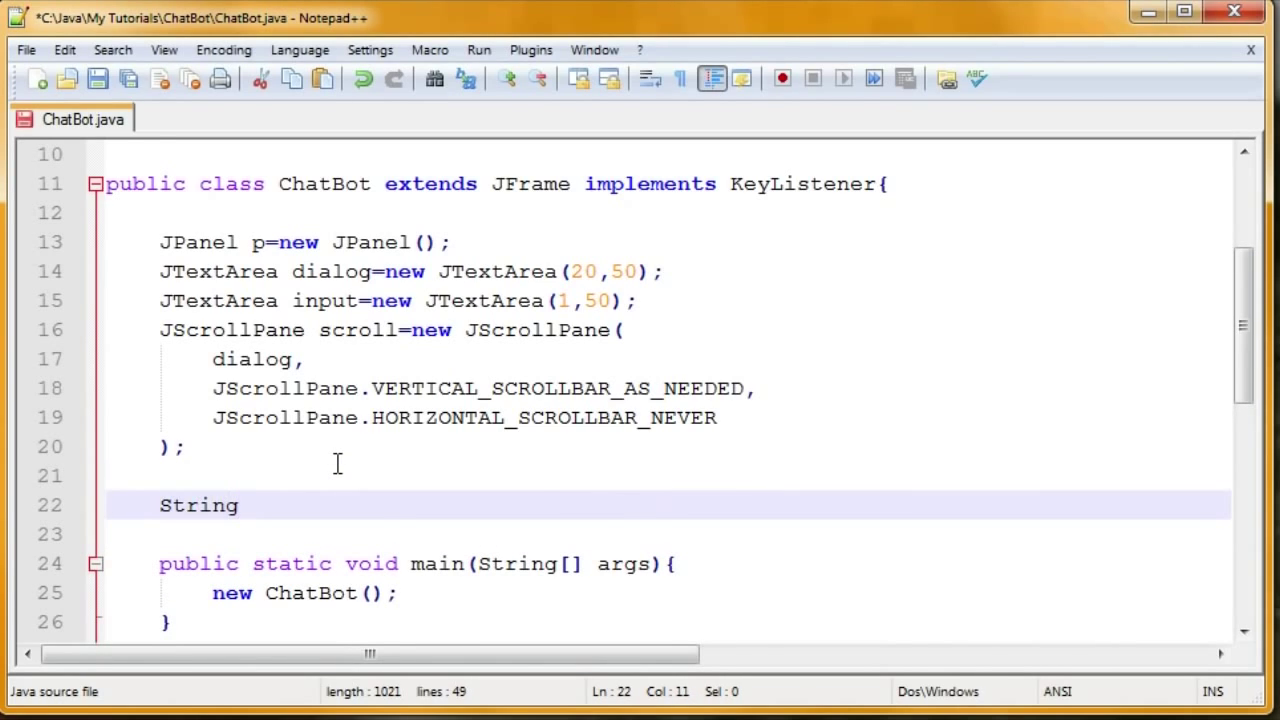 *C:\Java\My Tutorials\ChatBot\ChatBot.java - Notepad++
File Edit Search View Encoding Language Settings Macro Run Plugins Window ? X
ABC
ChatBot.java
10
11 public class ChatBot extends JFrame implements KeyListener{
12
13 JPanel p=new JPanel();
14 JTextArea dialog=new JTextArea(20,50);
15 JTextArea input=new JTextArea(1,50);
16 JScrollPane scroll=new JScrollPane(
17 dialog,
18 JScrollPane.VERTICAL_SCROLLBAR_AS_NEEDED,
19 JScrollPane.HORIZONTAL_SCROLLBAR_NEVER
20 );
21
22 String
23
24 public static void main(String[] args){
25 new ChatBot();
26 }
Java source file length : 1021 lines : 49 Ln : 22 Col : 11 Sel : 0 Dos\Windows ANSI INS